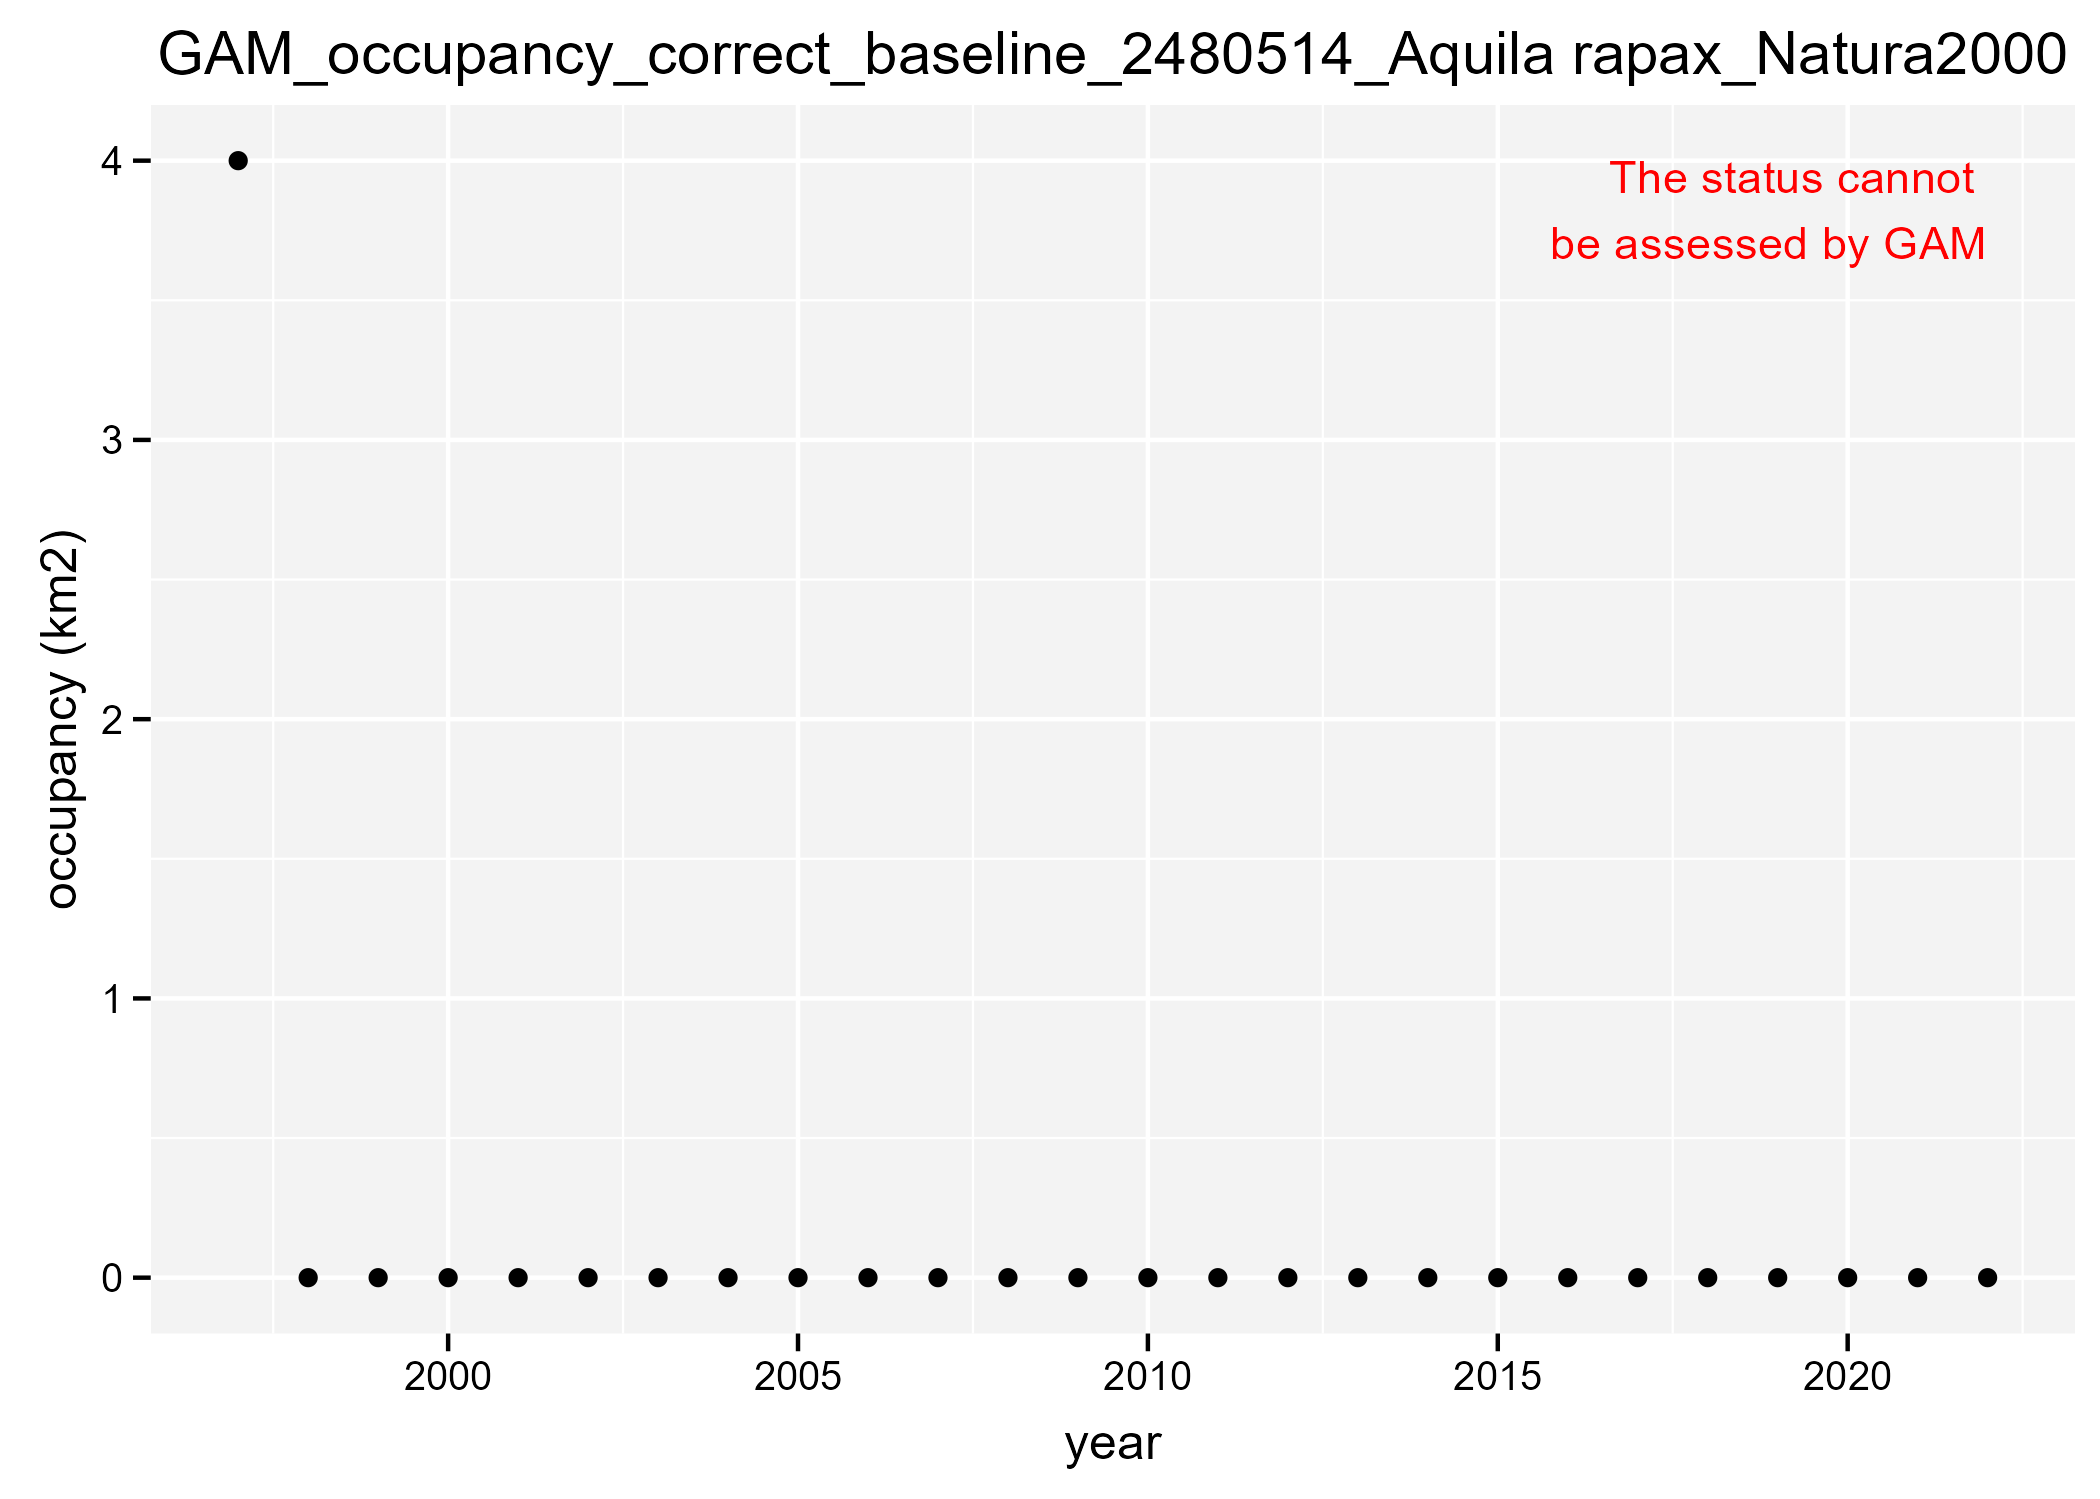 GAM_occupancy_correct_baseline_2480514_Aquila rapax_Natura2000
The status cannot
be assessed by GAM
occupancy (km2)
4
3
2
1
0
2000 2005 2010 2015 2020
year